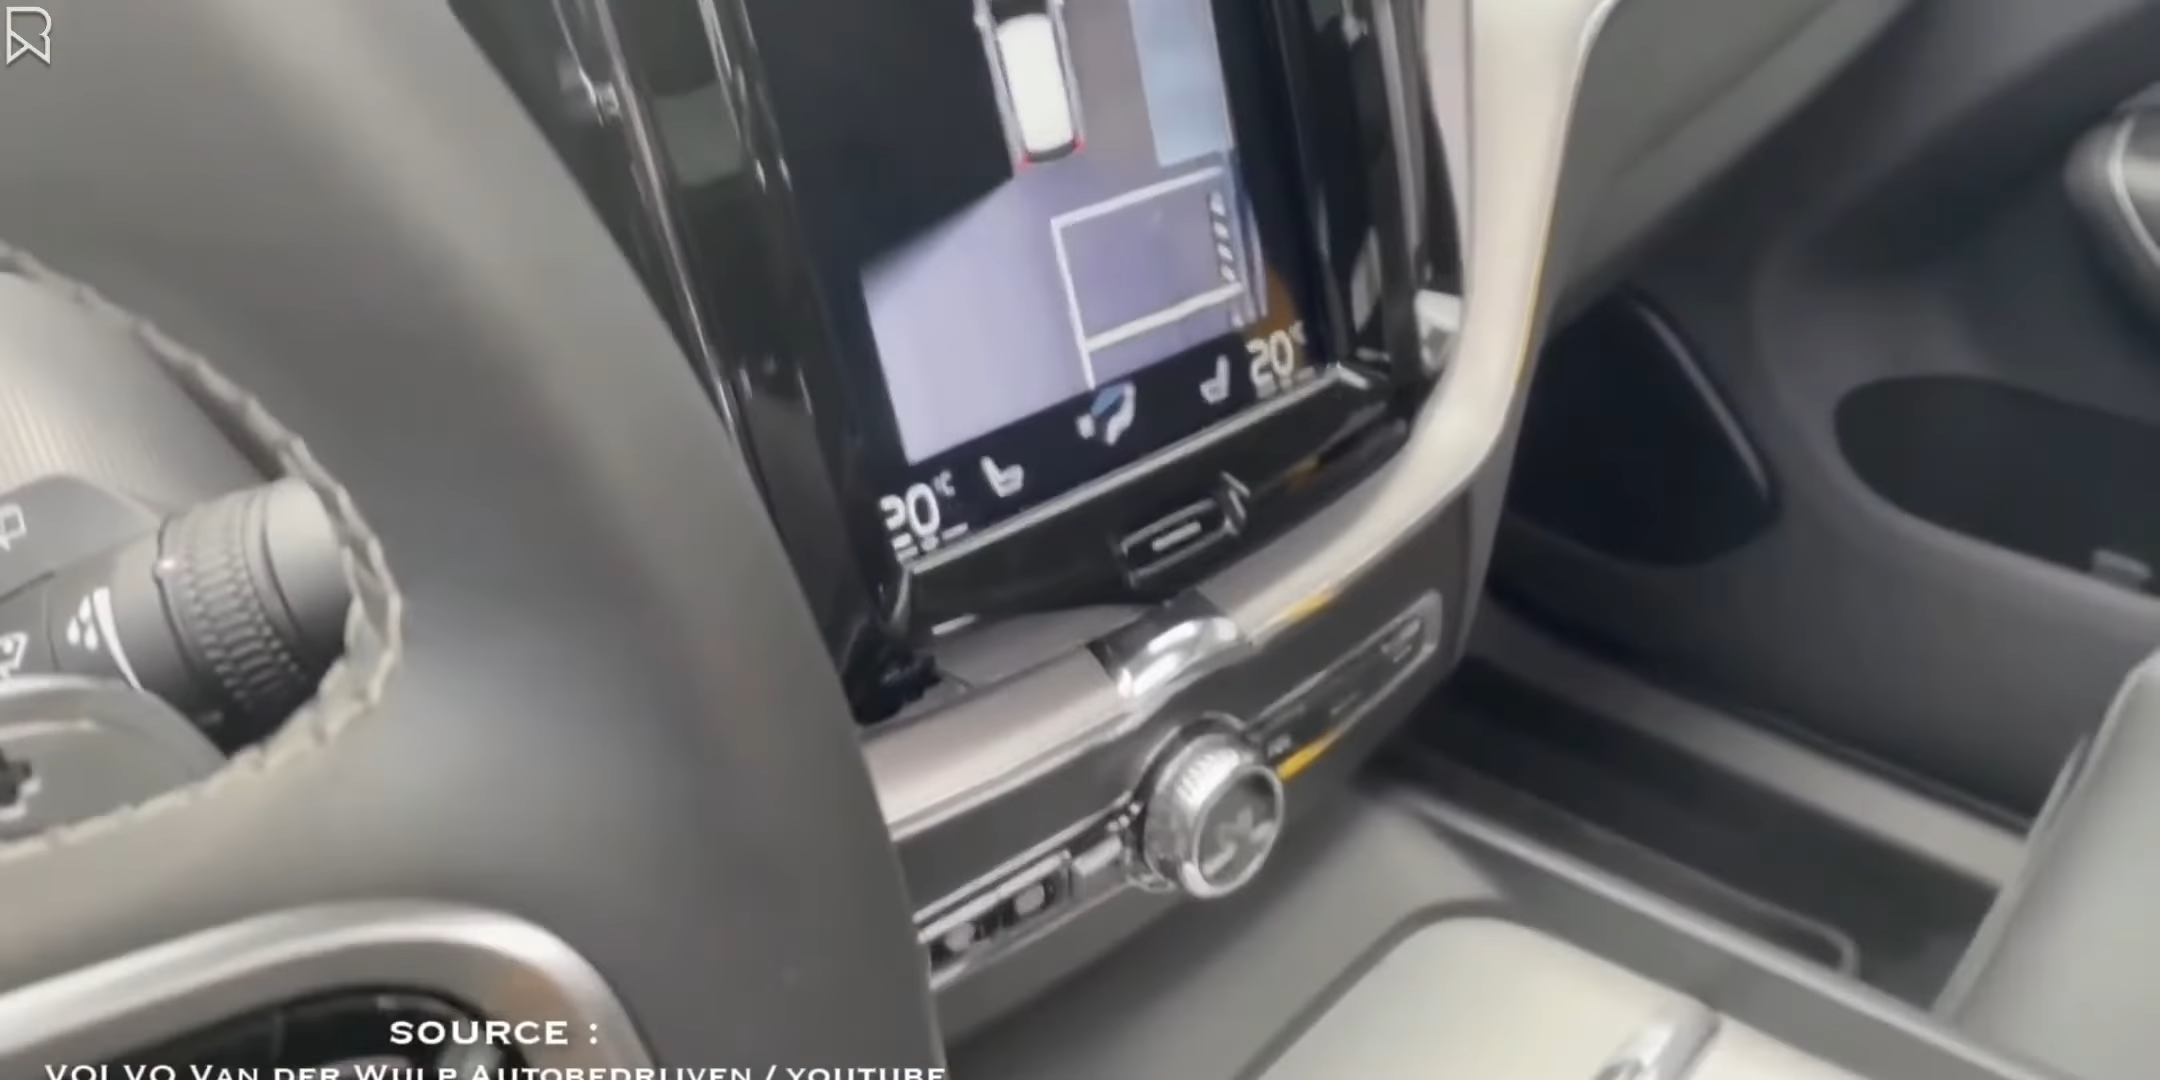 20°C
20°C
SOURCE :
VOLVO VAN DER WULP AUTOBEDRIJVEN / YOUTUBE